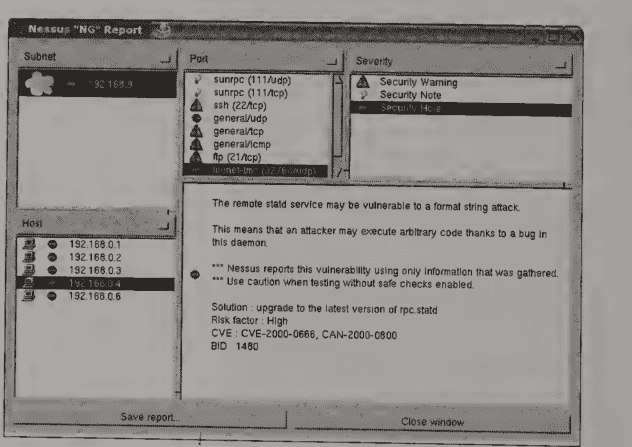 Nessus "NG" Report
Subnet
192.168.
Port
sunrpc (111/udp)
sunrpc (111/tcp)
ssh (22/tcp)
general/udp
general/tcp
general/icmp
ftp (21/tcp)
Severity
Security Warning
Security Note
Security Hole
Host
192.168.0.1
192.168.0.2
192.168.0.3
192.168.0.4
192.168.0.6
The remote statd service may be vulnerable to a format string attack.
This means that an attacker may execute arbitrary code thanks to a bug in
this daemon.
*** Nessus reports this vulnerability using only information that was gathered.
*** Use caution when testing without safe checks enabled.
Solution : upgrade to the latest version of rpc.statd
Risk factor : High
CVE : CVE-2000-0666, CAN-2000-0800
BID 1480
Save report...
Close window